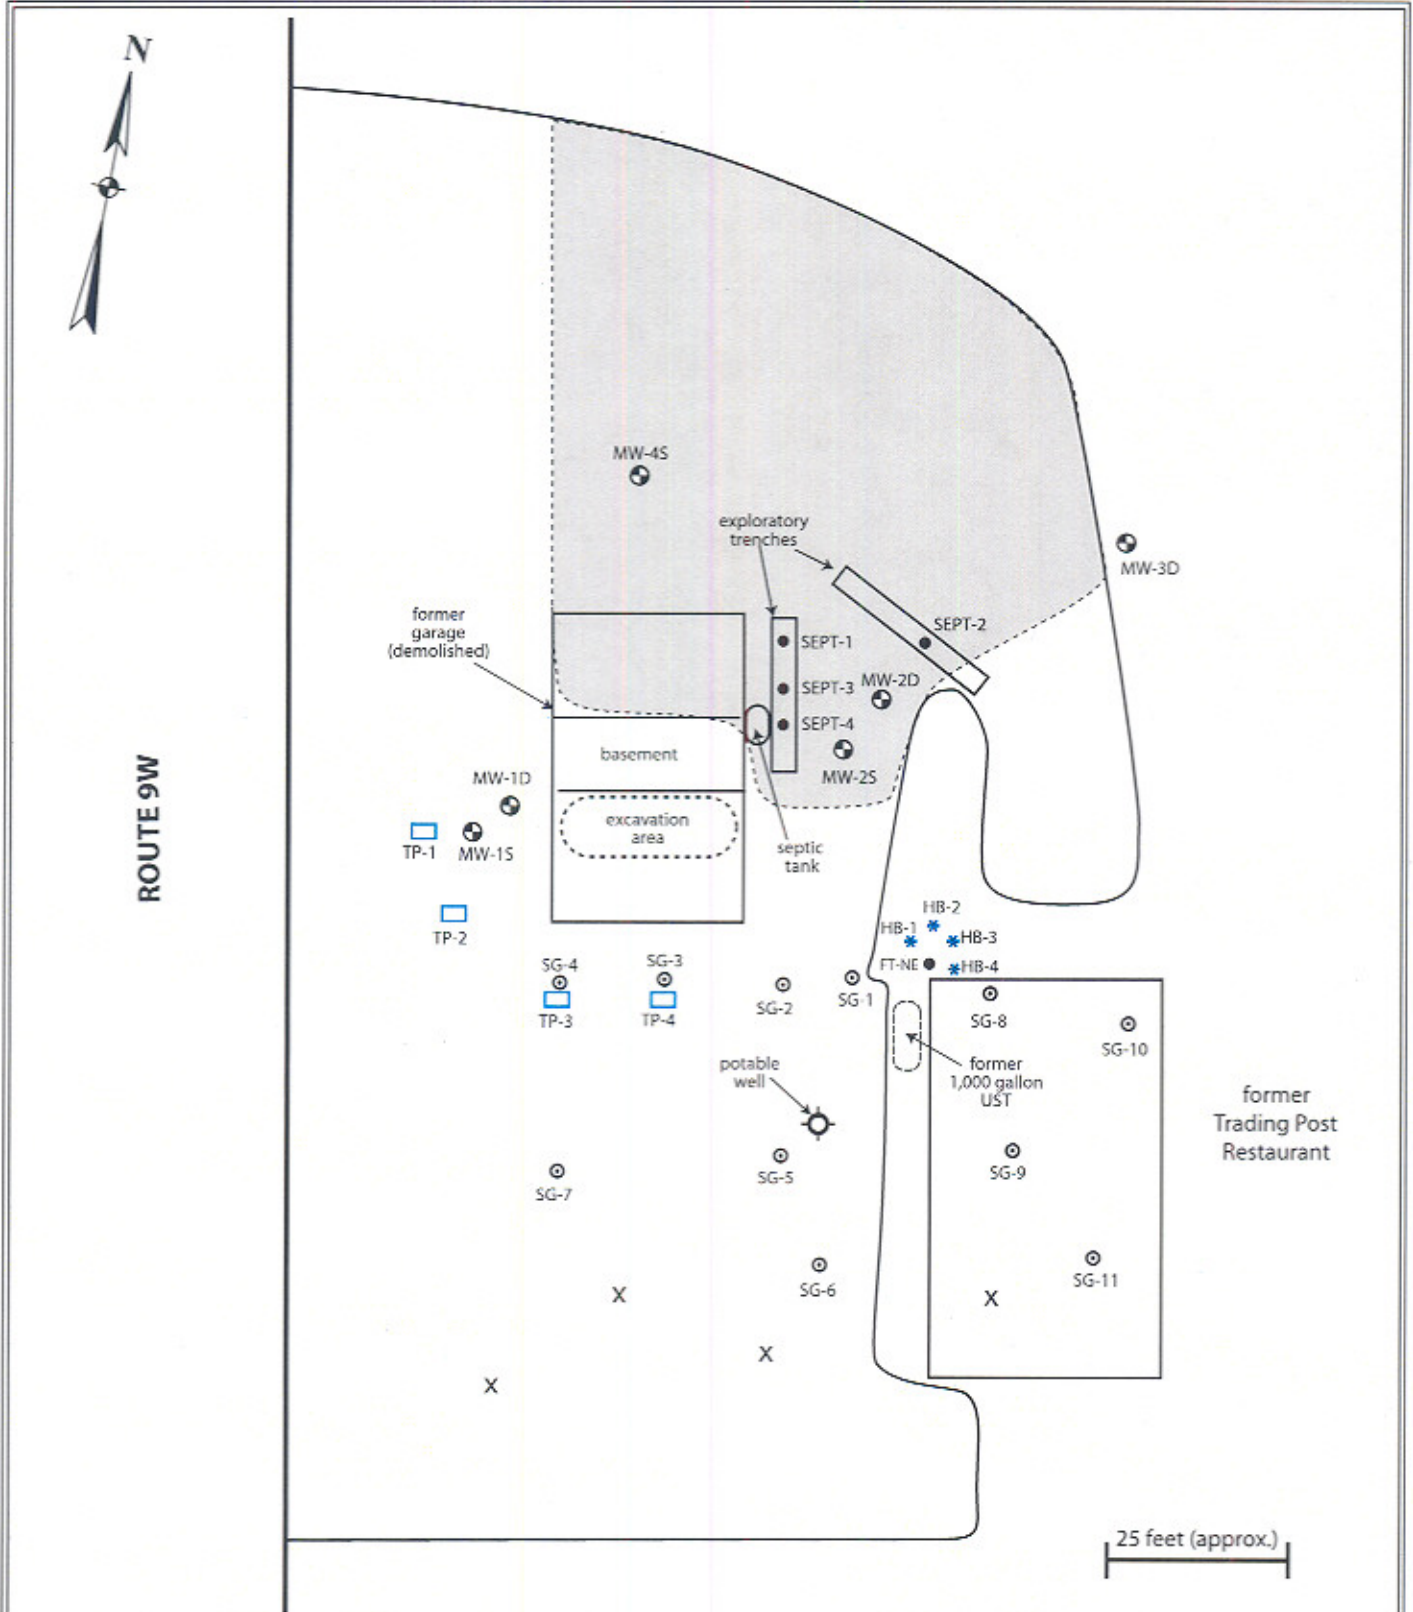 N
MW-4S
exploratory
trenches
MW-3D
former
garage
(demolished)
SEPT-1
SEPT-2
SEPT-3
MW-2D
SEPT-4
basement
MW-2S
MW-1D
ROUTE 9W
excavation
area
TP-1
MW-1S
septic
tank
TP-2
HB-2
HB-1
HB-3
FT-NE
HB-4
SG-4
SG-3
SG-2
SG-1
SG-8
TP-3
TP-4
SG-10
potable
well
former
1,000 gallon
UST
former
Trading Post
Restaurant
SG-5
SG-9
SG-7
SG-6
SG-11
X
X
X
X
25 feet (approx.)